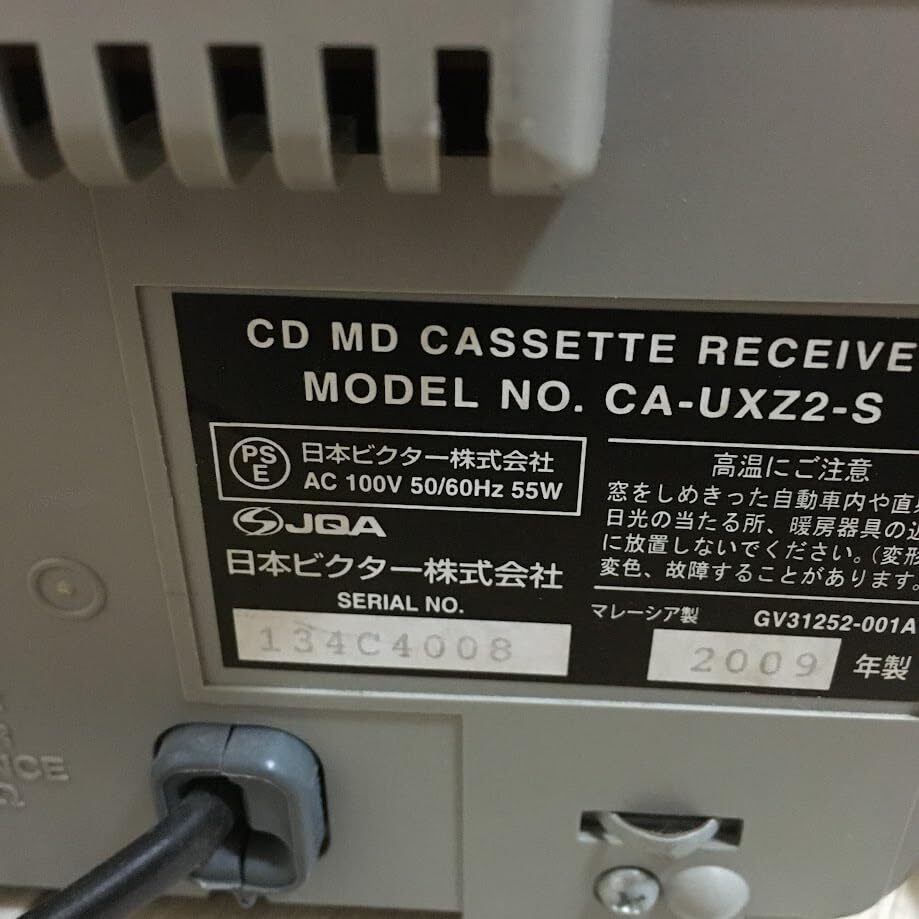 CD MD CASSETTE RECEIVE
MODEL NO. CA-UXZ2-S
PS
E
日本ビクター株式会社
AC 100V 50/60Hz 55W
JQA
日本ビクター株式会社
SERIAL NO.
134C4008
高温にご注意
窓をしめきった自動車内や直
日光の当たる所、暖房器具の近
に放置しないでください。(変形
変色、故障することがあります。
マレーシア製 GV31252-001A
2009 年製
NCE